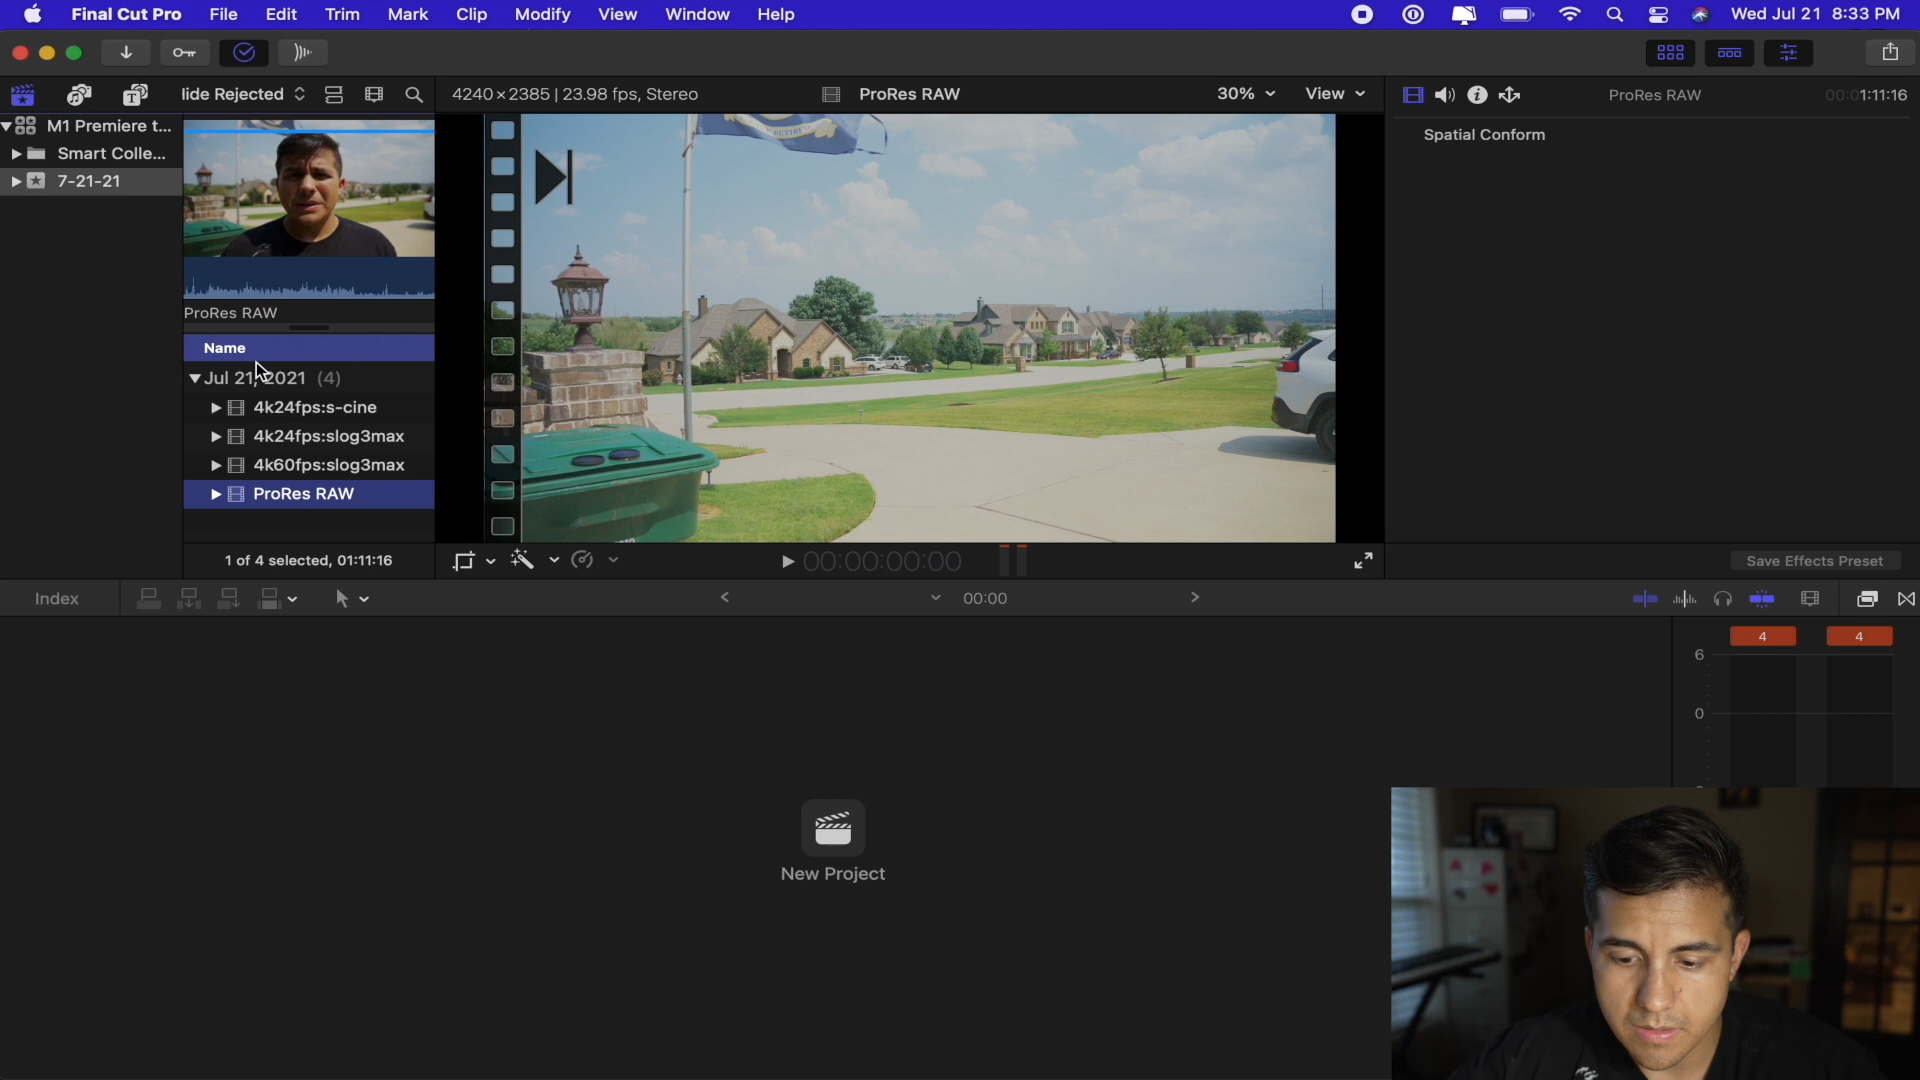 Final Cut Pro File Edit Trim Mark Clip Modify View Window Help Wed Jul 21 8:33 PM
lide Rejected 4240 × 2385 | 23.98 fps, Stereo ProRes RAW 30% View ProRes RAW 00:01:11:16
M1 Premiere t...
Smart Colle...
7-21-21
Spatial Conform
ProRes RAW
Name
Jul 21, 2021 (4)
4k24fps:s-cine
4k24fps:slog3max
4k60fps:slog3max
ProRes RAW
1 of 4 selected, 01:11:16 00:00:00:00 Save Effects Preset
Index 00:00
4 4
6
0
New Project